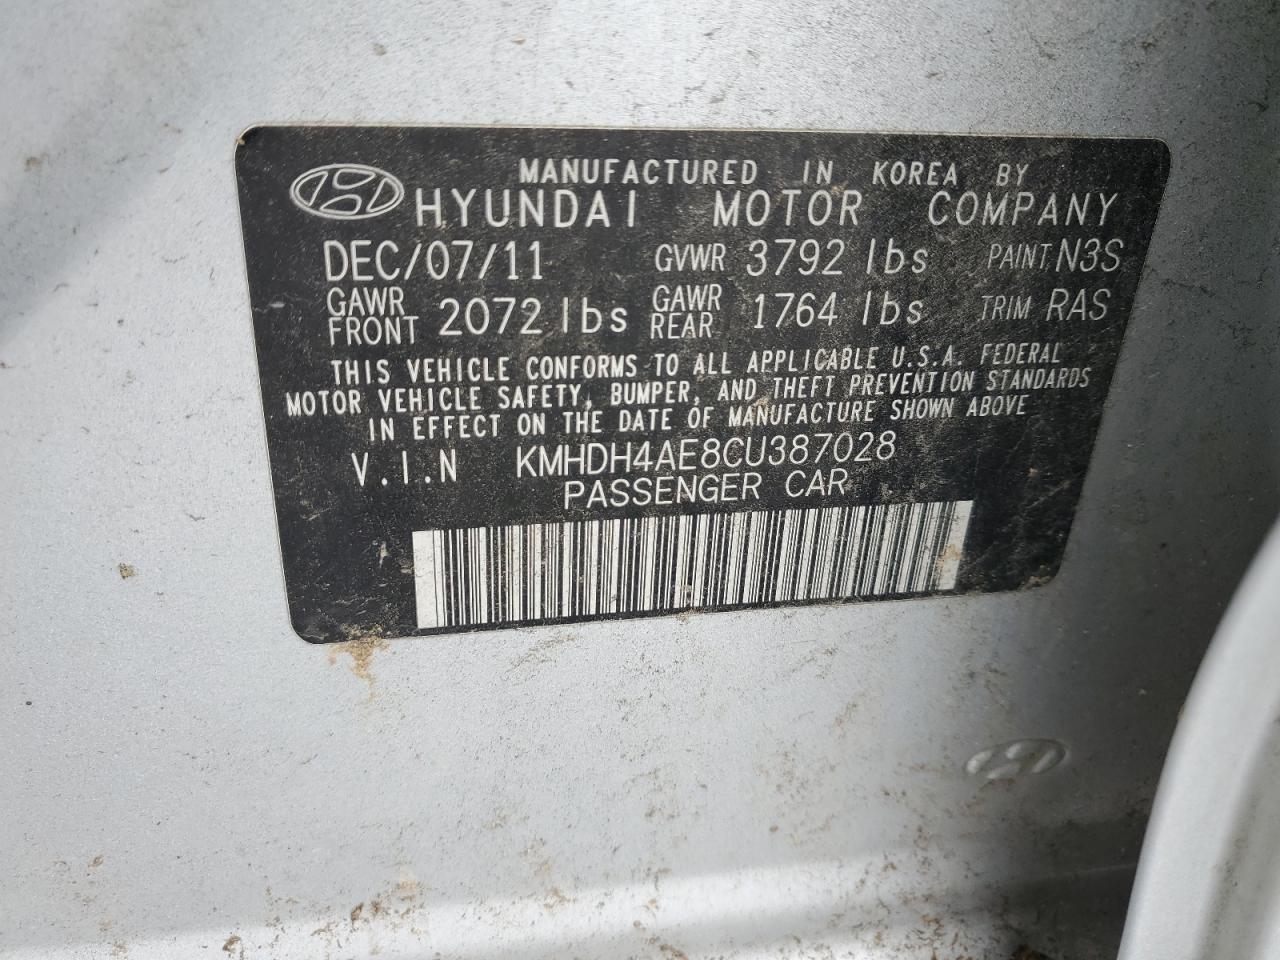 MANUFACTURED IN KOREA BY
HYUNDAI MOTOR COMPANY
DEC/07/11 GVWR 3792 lbs PAINT N3S
GAWR FRONT 2072 lbs GAWR REAR 1764 lbs TRIM RAS
THIS VEHICLE CONFORMS TO ALL APPLICABLE U.S.A. FEDERAL
MOTOR VEHICLE SAFETY, BUMPER, AND THEFT PREVENTION STANDARDS
IN EFFECT ON THE DATE OF MANUFACTURE SHOWN ABOVE
V.I.N KMHDH4AE8CU387028
PASSENGER CAR